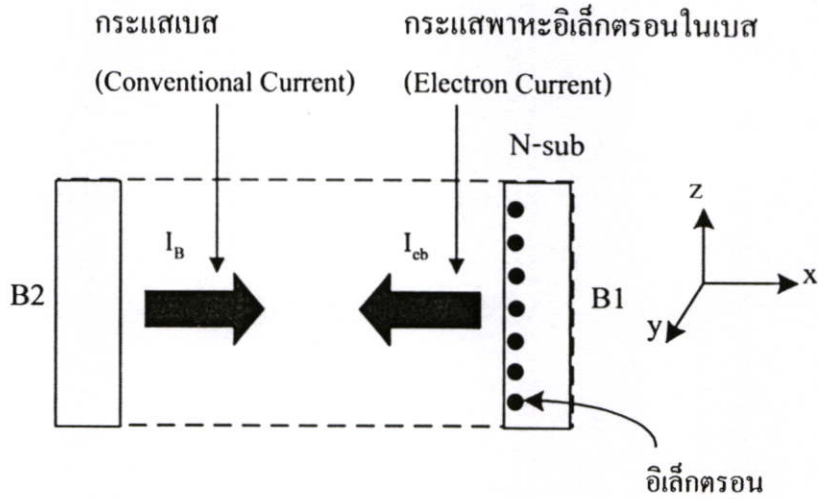 กระแสเบส
(Conventional Current)
กระแสพาหะอิเล็กตรอนในเบส
(Electron Current)
N-sub
I_B
I_eb
B2
B1
z
x
y
อิเล็กตรอน